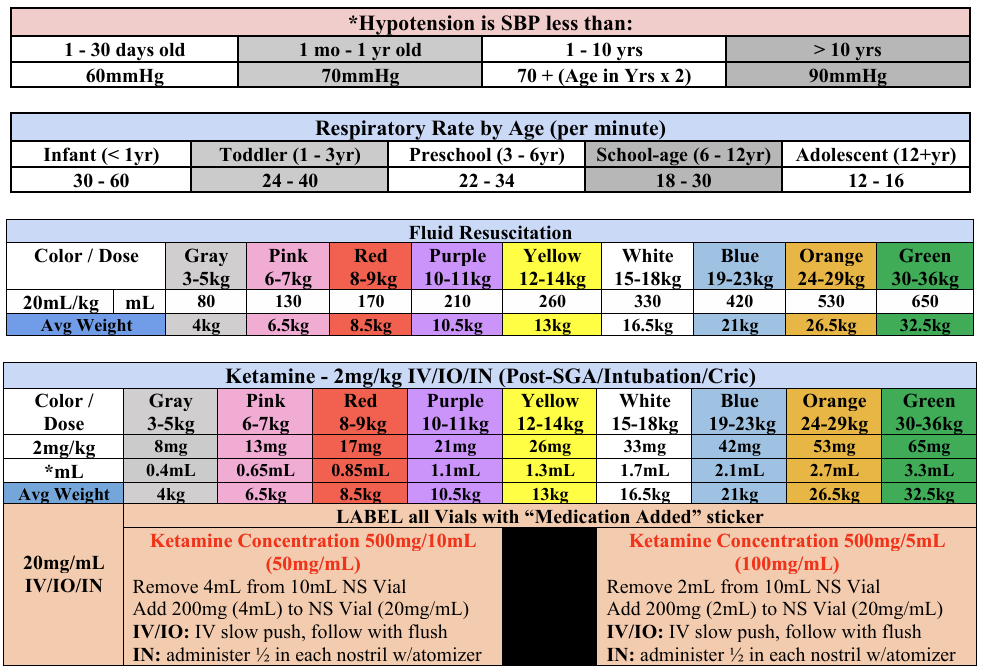 *Hypotension is SBP less than:
1 - 30 days old 1 mo - 1 yr old 1 - 10 yrs > 10 yrs
60mmHg 70mmHg 70 + (Age in Yrs x 2) 90mmHg
Respiratory Rate by Age (per minute)
Infant (< 1yr) Toddler (1 - 3yr) Preschool (3 - 6yr) School-age (6 - 12yr) Adolescent (12+yr)
30 - 60 24 - 40 22 - 34 18 - 30 12 - 16
Fluid Resuscitation
Color / Dose Gray Pink Red Purple Yellow White Blue Orange Green
3-5kg 6-7kg 8-9kg 10-11kg 12-14kg 15-18kg 19-23kg 24-29kg 30-36kg
20mL/kg mL 80 130 170 210 260 330 420 530 650
Avg Weight 4kg 6.5kg 8.5kg 10.5kg 13kg 16.5kg 21kg 26.5kg 32.5kg
Ketamine - 2mg/kg IV/IO/IN (Post-SGA/Intubation/Cric)
Color / Gray Pink Red Purple Yellow White Blue Orange Green
Dose 3-5kg 6-7kg 8-9kg 10-11kg 12-14kg 15-18kg 19-23kg 24-29kg 30-36kg
2mg/kg 8mg 13mg 17mg 21mg 26mg 33mg 42mg 53mg 65mg
*mL 0.4mL 0.65mL 0.85mL 1.1mL 1.3mL 1.7mL 2.1mL 2.7mL 3.3mL
Avg Weight 4kg 6.5kg 8.5kg 10.5kg 13kg 16.5kg 21kg 26.5kg 32.5kg
20mg/mL
IV/IO/IN
LABEL all Vials with “Medication Added” sticker
Ketamine Concentration 500mg/10mL
(50mg/mL)
Remove 4mL from 10mL NS Vial
Add 200mg (4mL) to NS Vial (20mg/mL)
IV/IO: IV slow push, follow with flush
IN: administer ½ in each nostril w/atomizer
Ketamine Concentration 500mg/5mL
(100mg/mL)
Remove 2mL from 10mL NS Vial
Add 200mg (2mL) to NS Vial (20mg/mL)
IV/IO: IV slow push, follow with flush
IN: administer ½ in each nostril w/atomizer